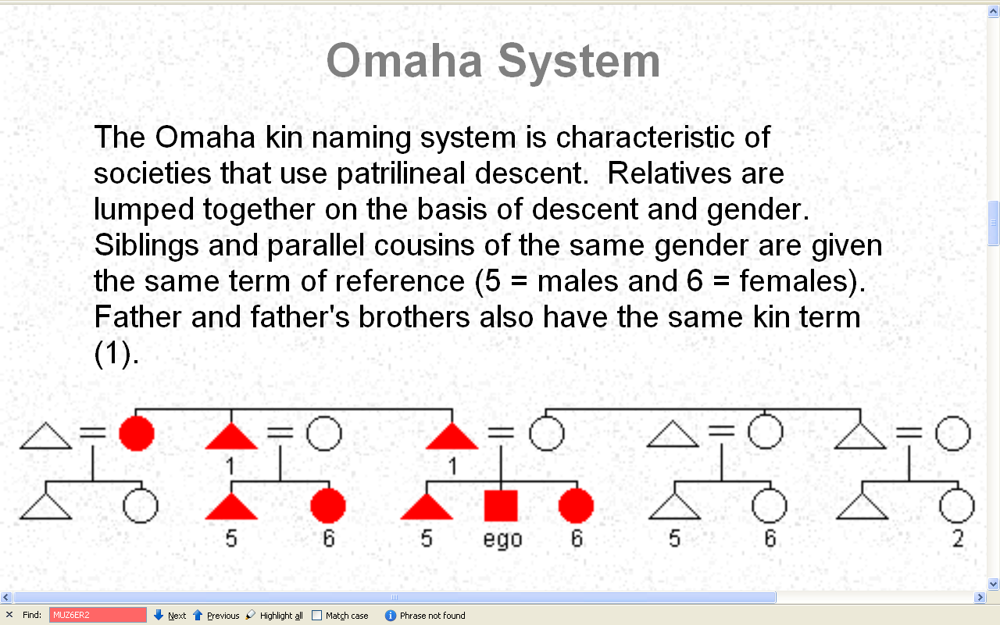 Omaha System
The Omaha kin naming system is characteristic of
societies that use patrilineal descent.  Relatives are
lumped together on the basis of descent and gender.
Siblings and parallel cousins of the same gender are given
the same term of reference (5 = males and 6 = females).
Father and father's brothers also have the same kin term
(1).
1 1
5 6 5 ego 6 5 6 2
Find: MUZ6ER2 Next Previous Highlight all Match case Phrase not found